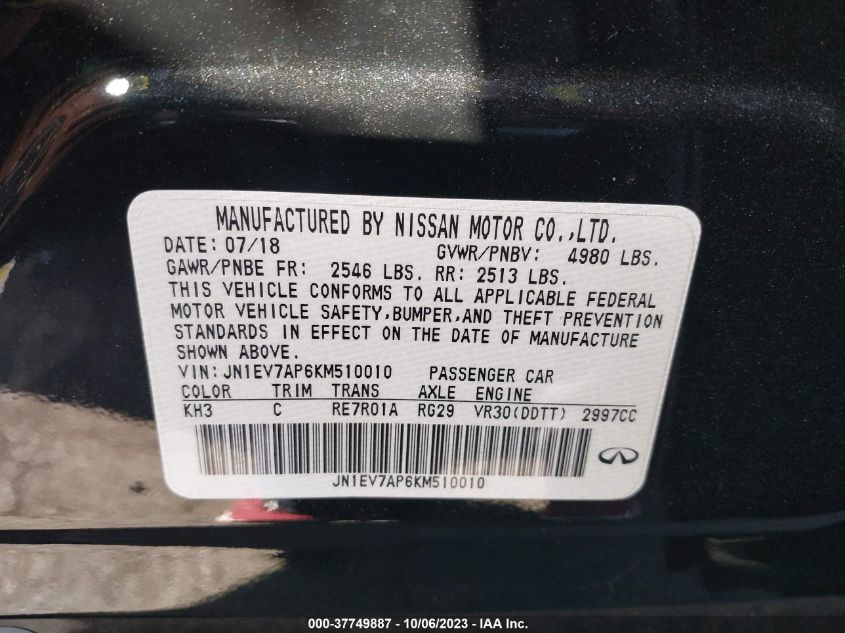 MANUFACTURED BY NISSAN MOTOR CO.,LTD.
DATE: 07/18 GVWR/PNBV: 4980 LBS.
GAWR/PNBE FR: 2546 LBS. RR: 2513 LBS.
THIS VEHICLE CONFORMS TO ALL APPLICABLE FEDERAL
MOTOR VEHICLE SAFETY,BUMPER,AND THEFT PREVENTION
STANDARDS IN EFFECT ON THE DATE OF MANUFACTURE
SHOWN ABOVE.
VIN: JN1EV7AP6KM510010 PASSENGER CAR
COLOR TRIM TRANS AXLE ENGINE
KH3 C RE7R01A RG29 VR30(DDTT) 2997CC
JN1EV7AP6KM510010
000-37749887 - 10/06/2023 - IAA Inc.